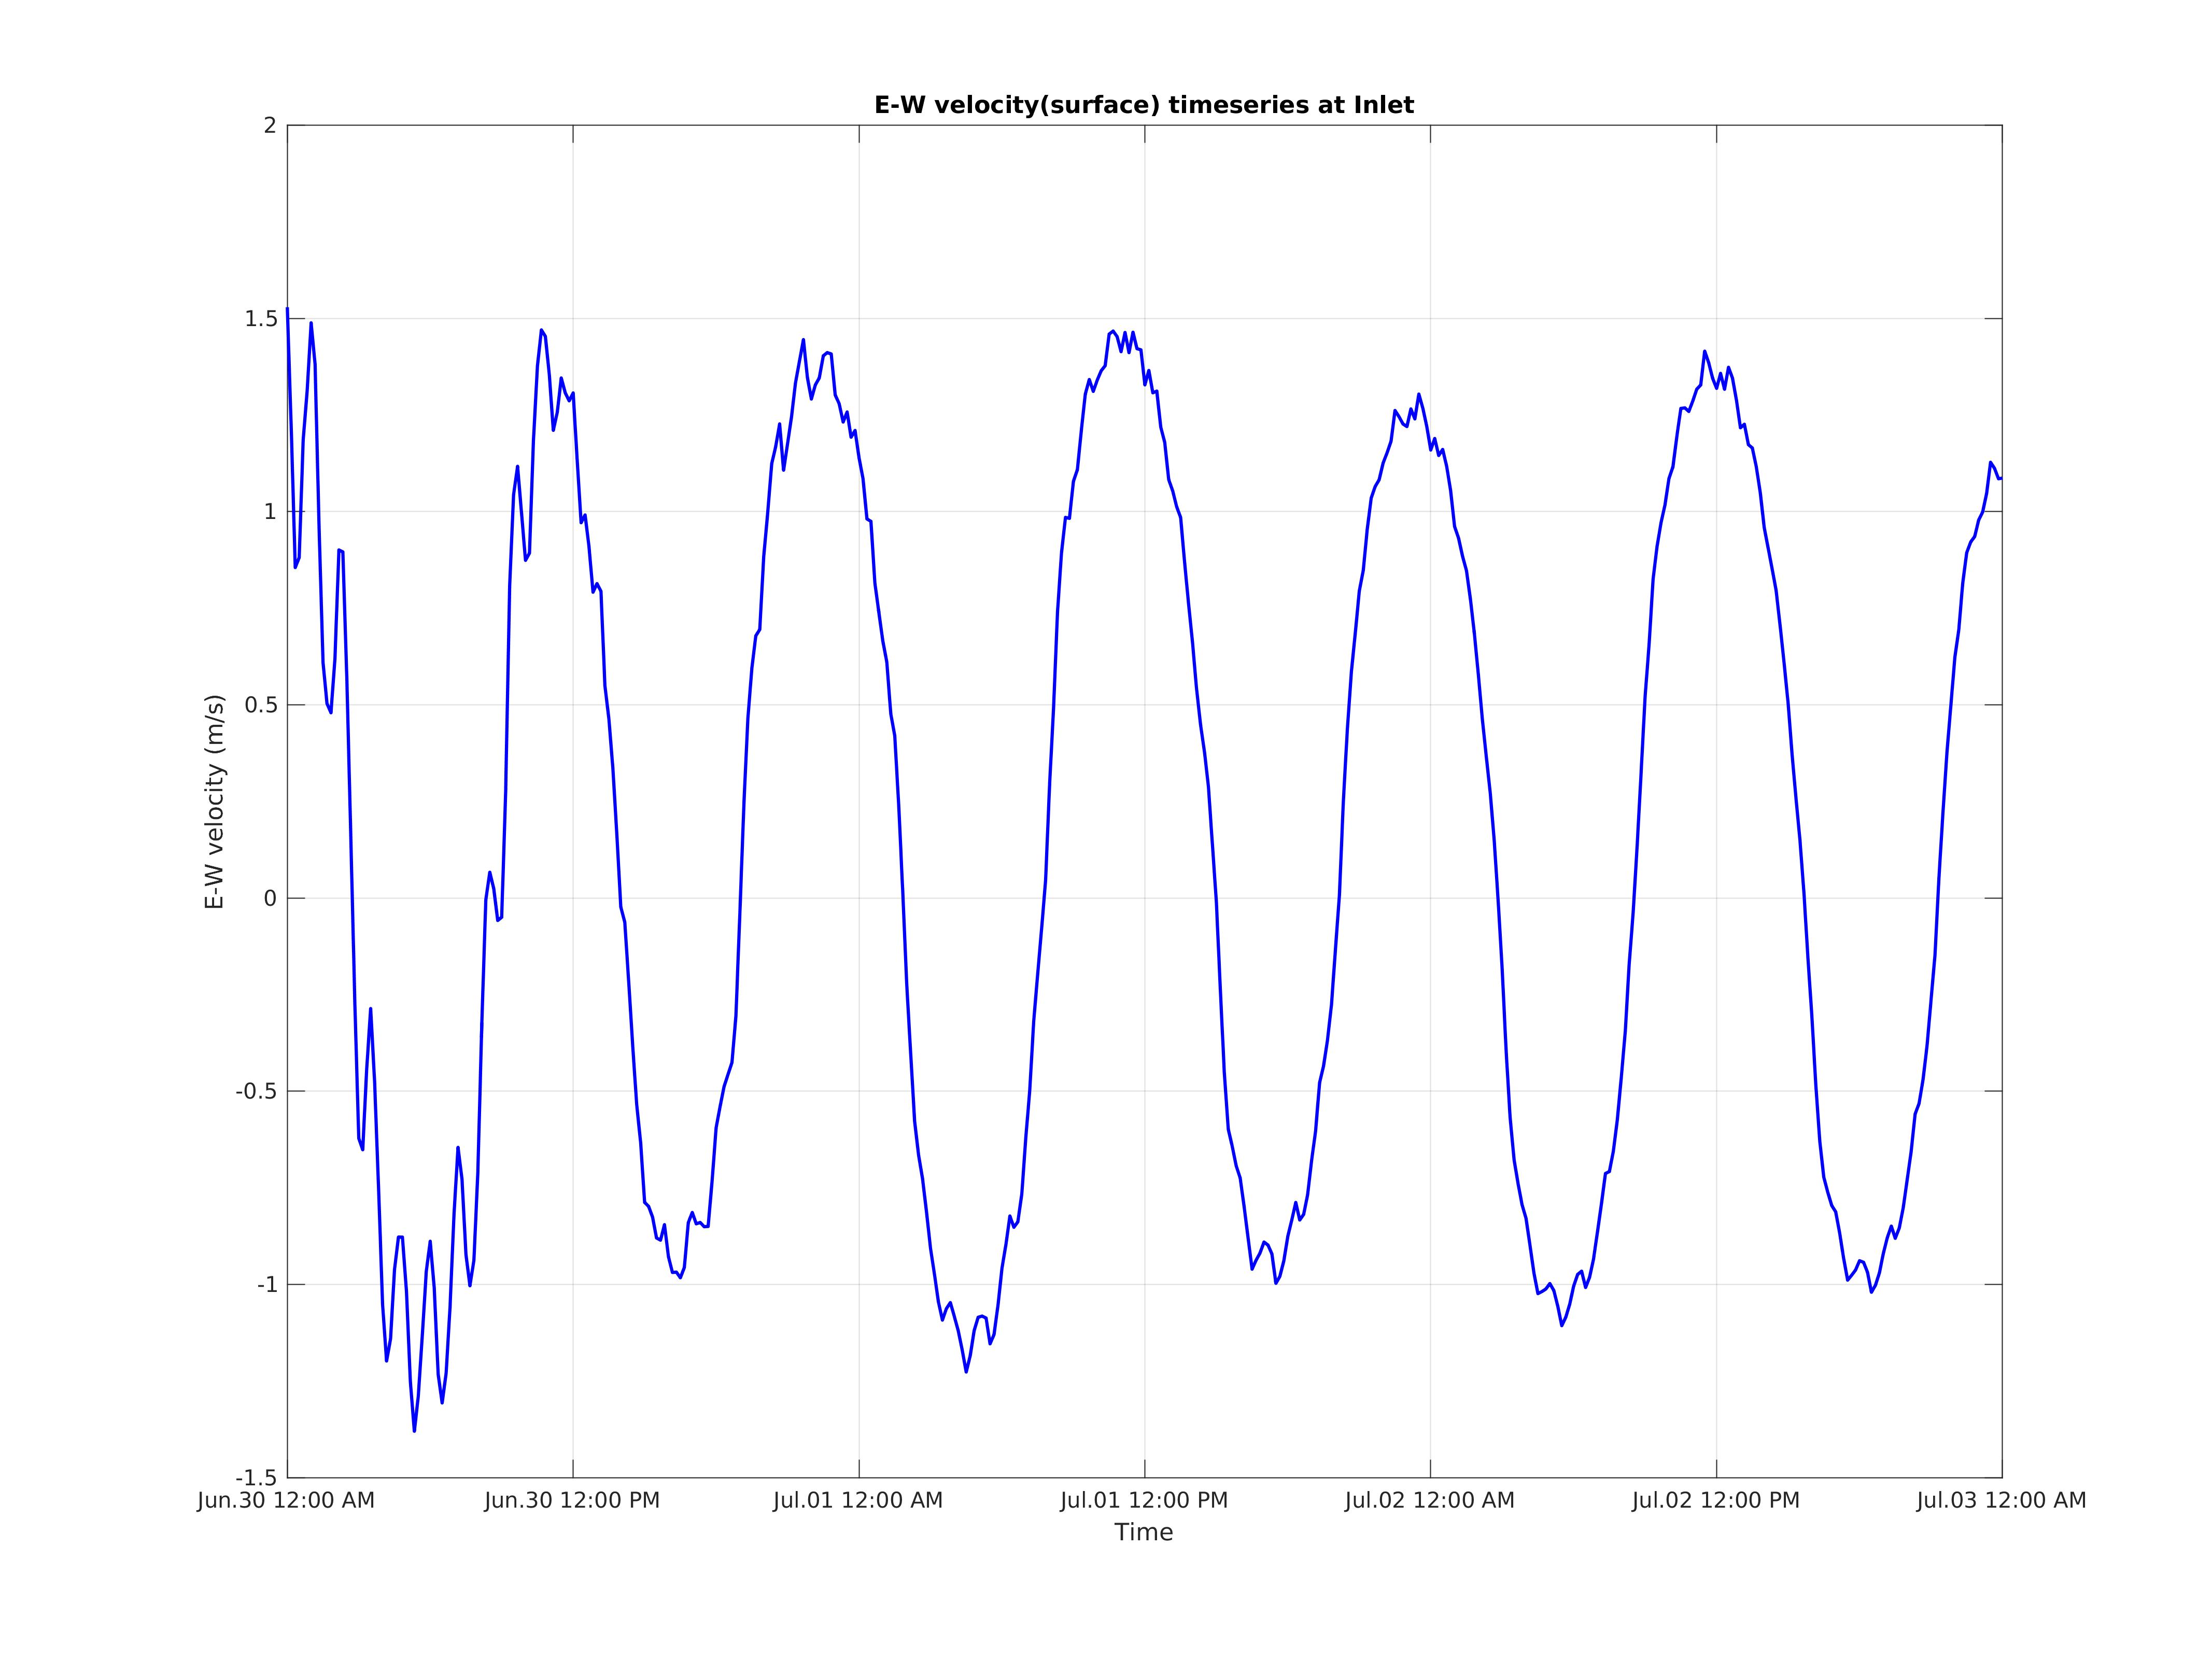 E-W velocity(surface) timeseries at Inlet
2
1.5
1
0.5
0
-0.5
-1
-1.5
E-W velocity (m/s)
Jun.30 12:00 AM Jun.30 12:00 PM Jul.01 12:00 AM Jul.01 12:00 PM Jul.02 12:00 AM Jul.02 12:00 PM Jul.03 12:00 AM
Time